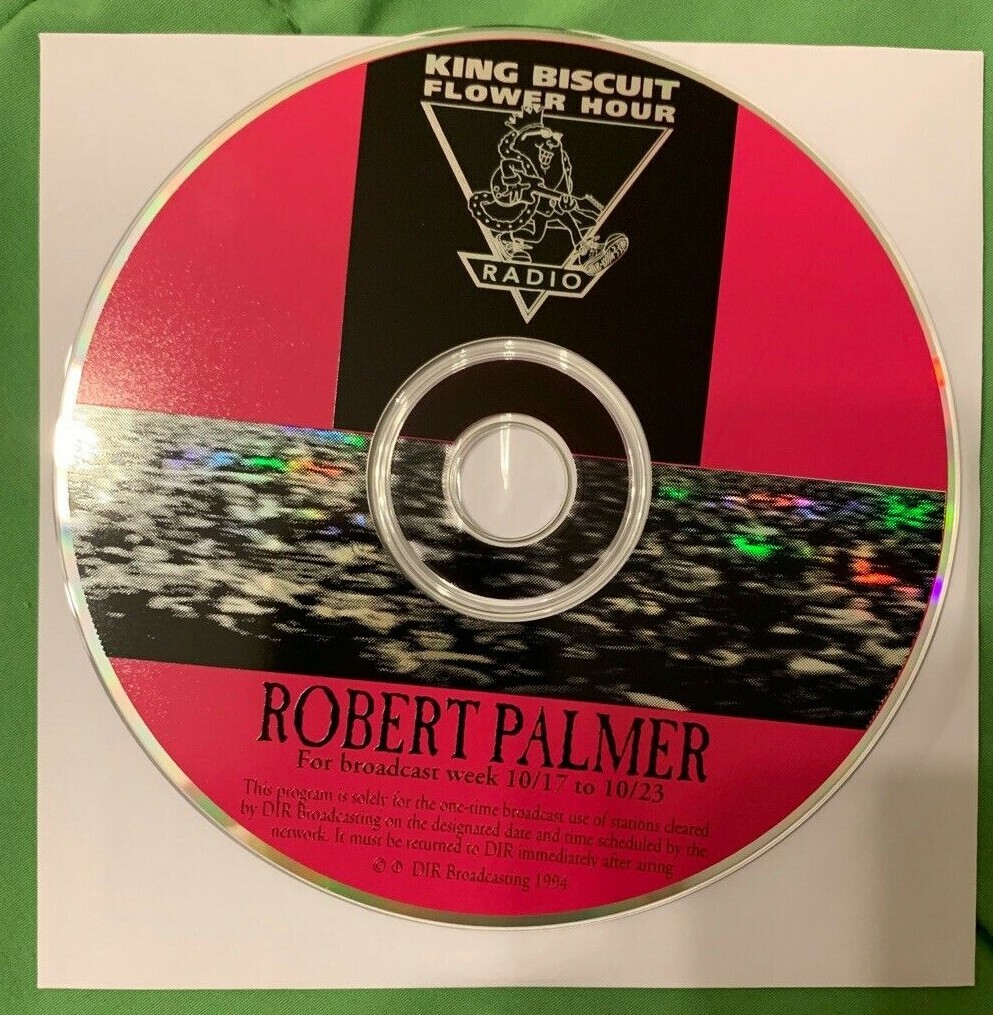 KING BISCUIT
FLOWER HOUR
RADIO
ROBERT PALMER
For broadcast week 10/17 to 10/23
This program is solely for the one-time broadcast use of stations cleared
by DIR Broadcasting on the designated date and time scheduled by the
network. It must be returned to DIR immediately after airing
© ℗ DIR Broadcasting 1994